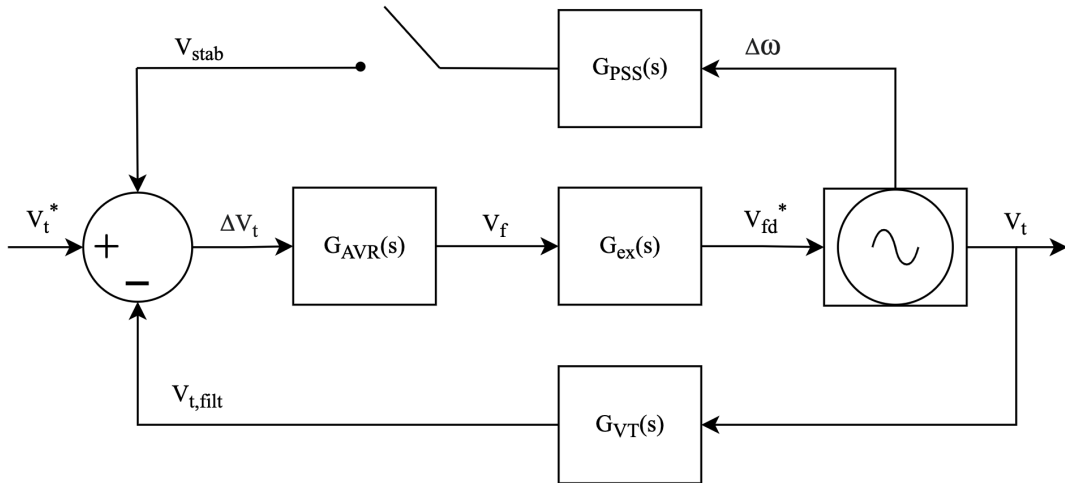 V_stab
G_PSS(s)
Δω
V_t^*
+
−
ΔV_t
G_AVR(s)
V_f
G_ex(s)
V_fd^*
V_t
V_t,filt
G_VT(s)